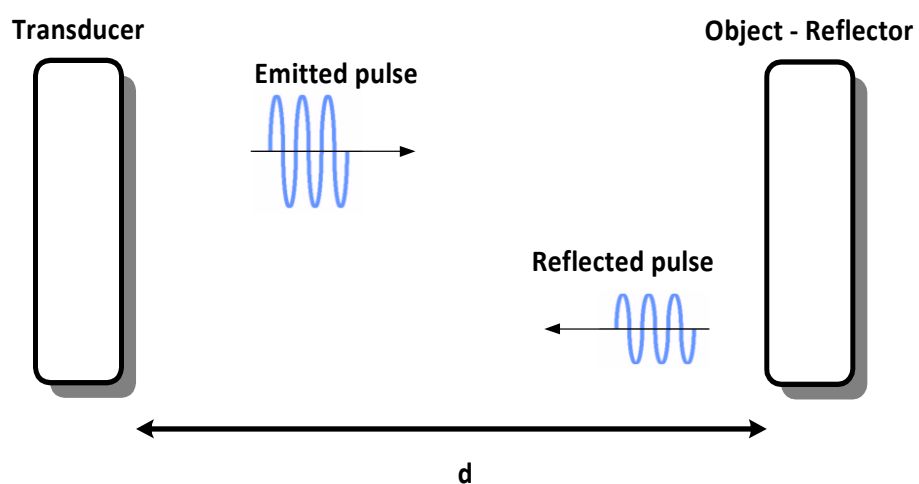 Transducer
Object - Reflector
Emitted pulse
Reflected pulse
d